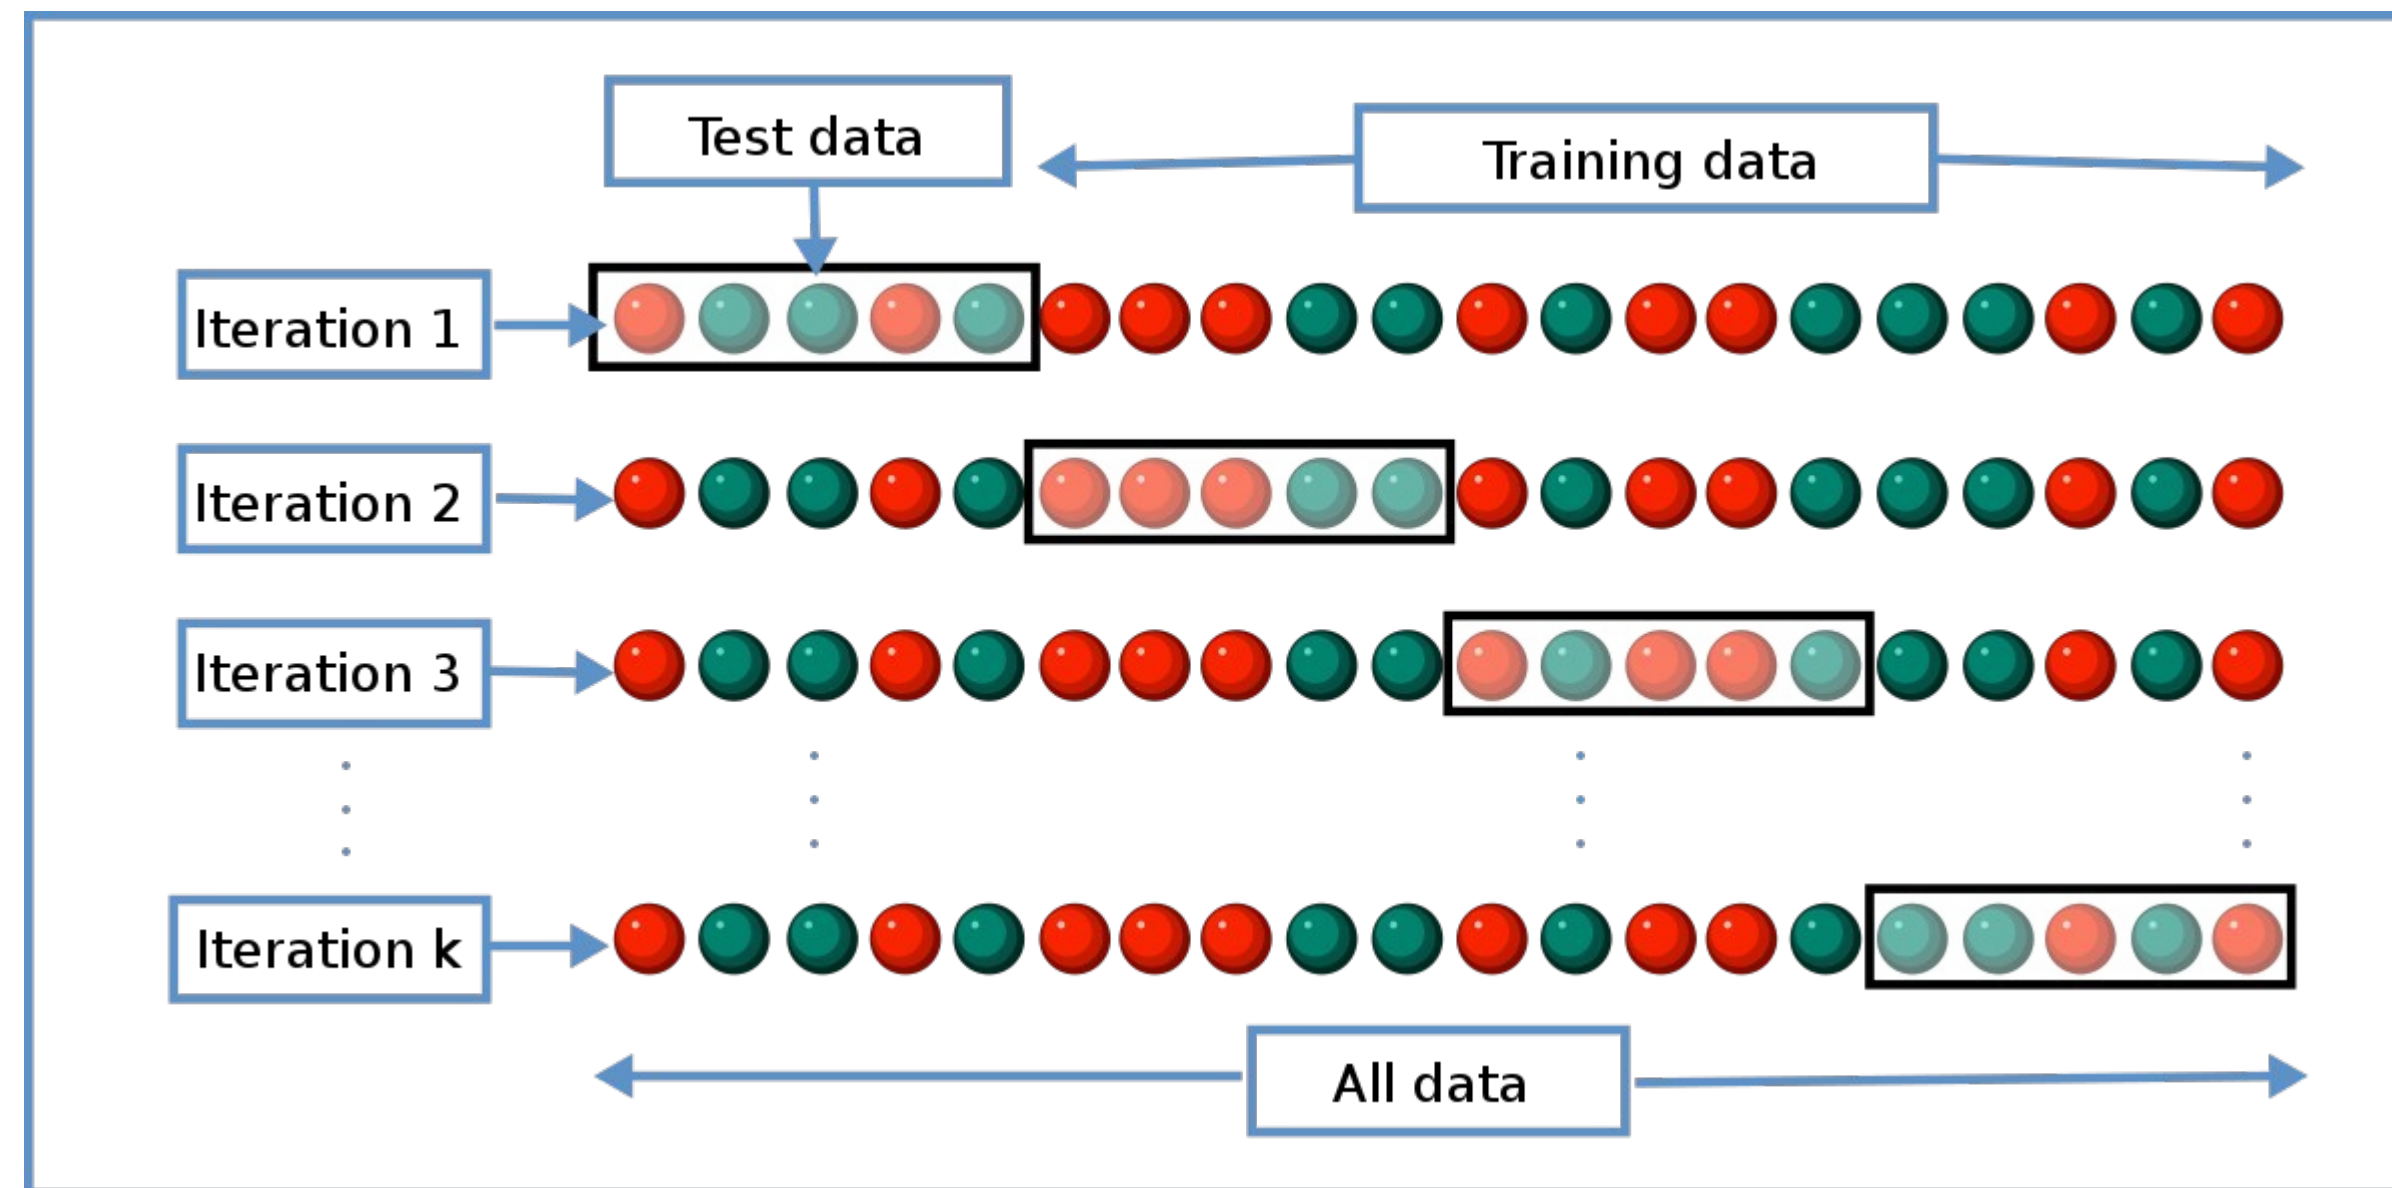 Test data
Training data
Iteration 1
Iteration 2
Iteration 3
Iteration k
All data